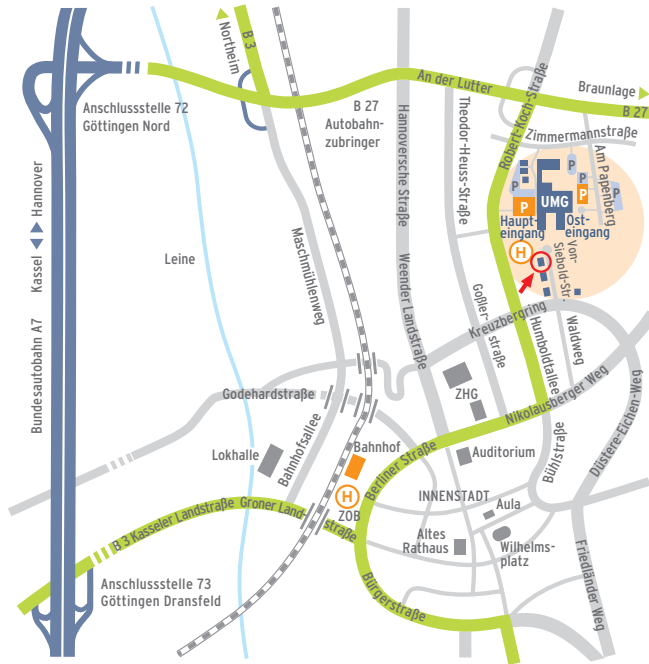 B 3
Northeim
An der Lutter
Braunlage
B 27
Anschlussstelle 72
Göttingen Nord
B 27
Autobahn-
zubringer
Hannoversche Straße
Theodor-Heuss-Straße
Robert-Koch-Straße
Zimmermannstraße
Am Papenberg
P
P
P
P
P
P
UMG
Haupt-
eingang
Ost-
eingang
H
Von-
Siebold-Str.
Kassel
Hannover
Bundesautobahn A7
Leine
Maschmühlenweg
Weender Landstraße
Goßler-
straße
Kreuzbergring
Humboldtallee
Waldweg
Godehardstraße
ZHG
Nikolausberger Weg
Düstere-Eichen-Weg
Lokhalle
Bahnhofsallee
Bahnhof
H
ZOB
Berliner Straße
Auditorium
Bühlstraße
INNENSTADT
Aula
B 3 Kasseler Landstraße
Groner Land-
straße
Altes
Rathaus
Wilhelms-
platz
Friedländer Weg
Anschlussstelle 73
Göttingen Dransfeld
Bürgerstraße